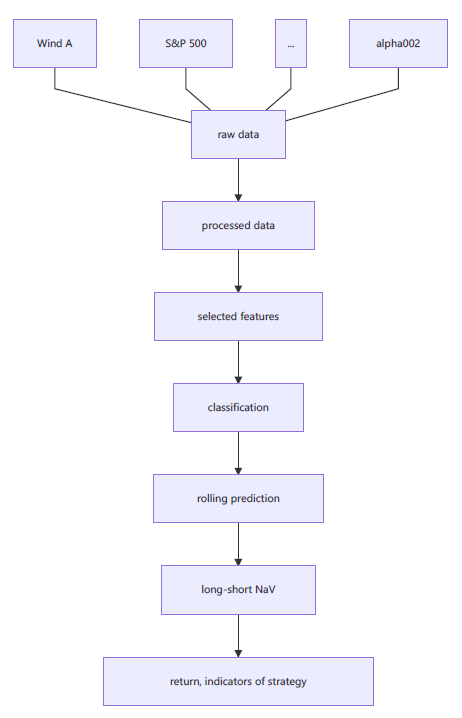 Wind A
S&P 500
...
alpha002
raw data
processed data
selected features
classification
rolling prediction
long-short NaV
return, indicators of strategy